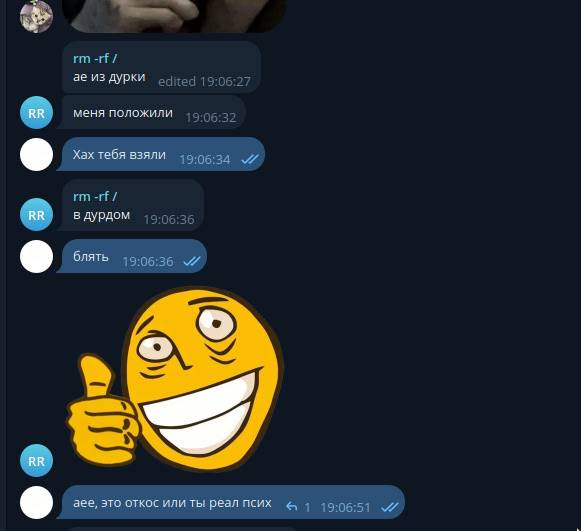 rm -rf /
ае из дурки edited 19:06:27
RR меня положили 19:06:32
Хах тебя взяли 19:06:34
rm -rf /
RR в дурдом 19:06:36
блять 19:06:36
RR
аее, это откос или ты реал псих 1 19:06:51